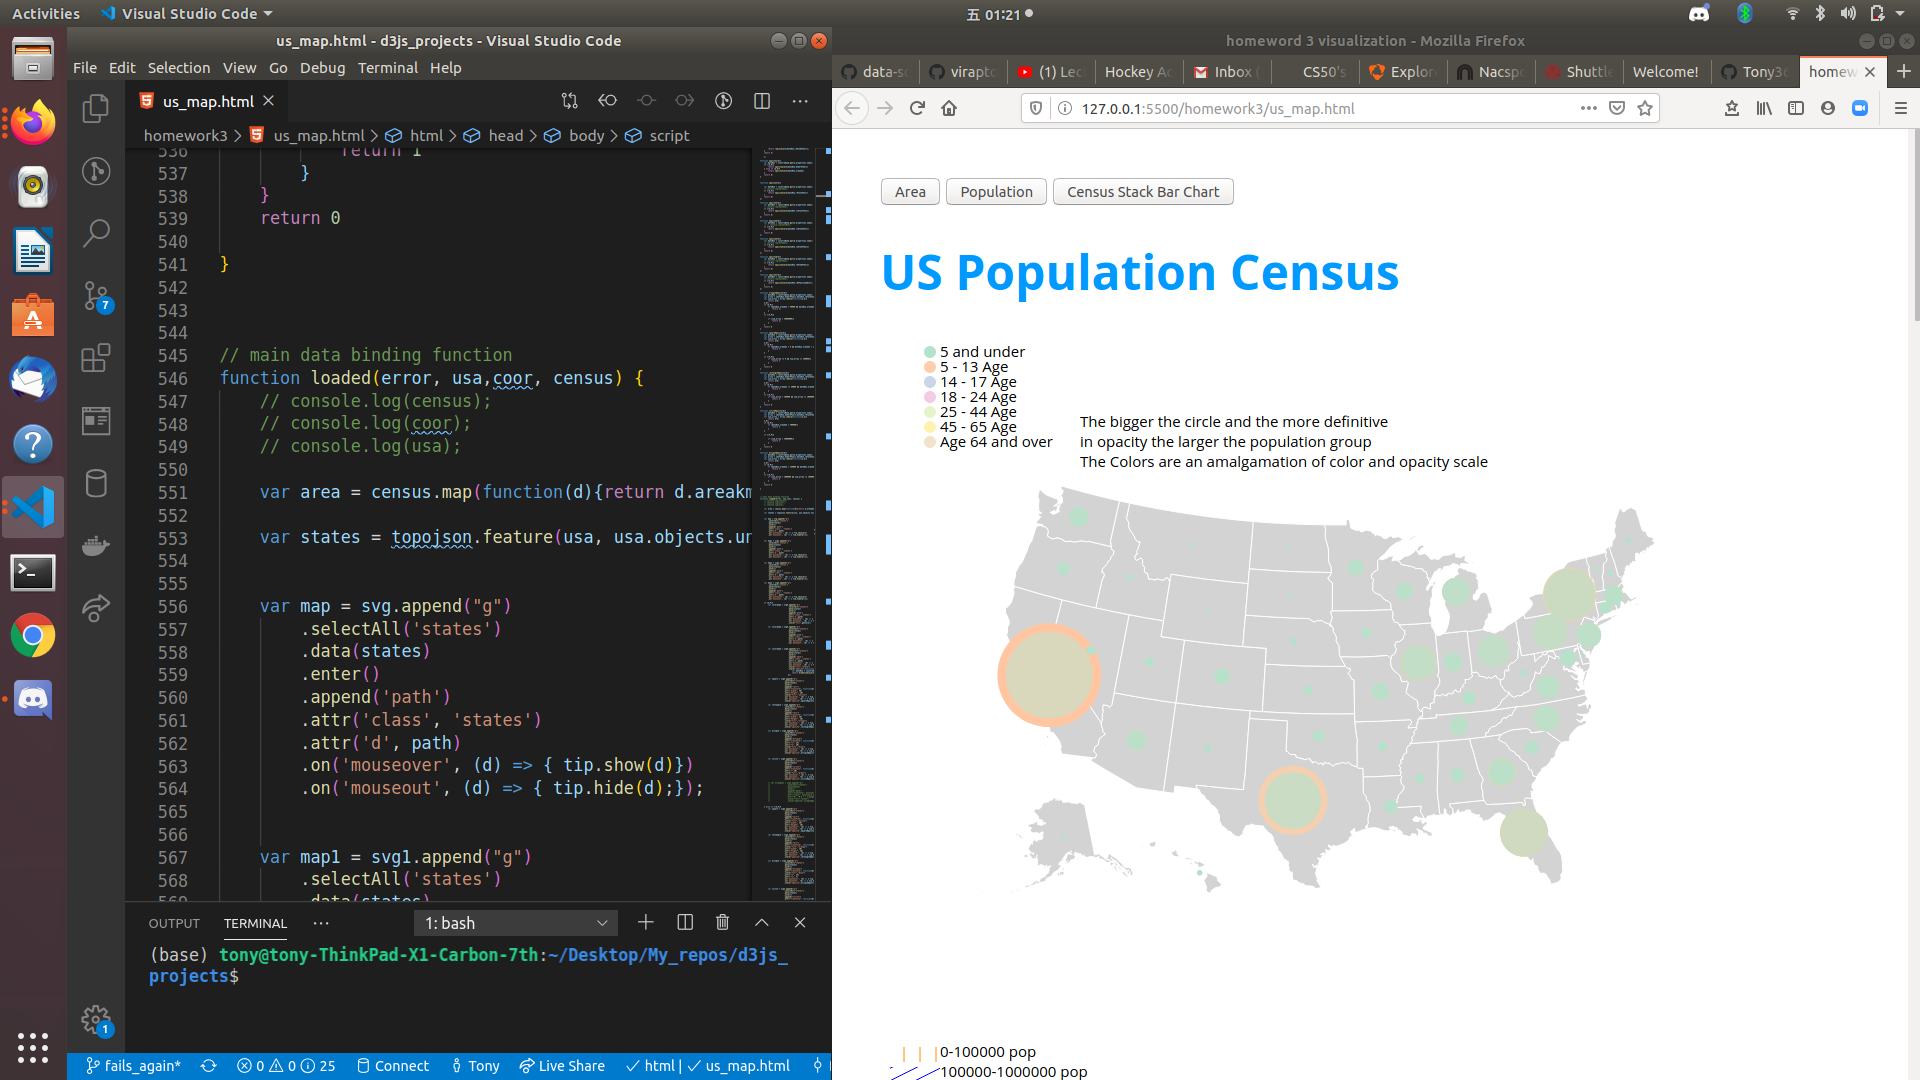 Activities
Visual Studio Code
五 01:21
us_map.html - d3js_projects - Visual Studio Code
File Edit Selection View Go Debug Terminal Help
us_map.html
homework3 > us_map.html > html > head > body > script
536 return 1
537 }
538 }
539 return 0
540
541 }
542
543
544
545 // main data binding function
546 function loaded(error, usa,coor, census) {
547 // console.log(census);
548 // console.log(coor);
549 // console.log(usa);
550
551 var area = census.map(function(d){return d.areakm
552
553 var states = topojson.feature(usa, usa.objects.un
554
555
556 var map = svg.append("g")
557 .selectAll('states')
558 .data(states)
559 .enter()
560 .append('path')
561 .attr('class', 'states')
562 .attr('d', path)
563 .on('mouseover', (d) => { tip.show(d)})
564 .on('mouseout', (d) => { tip.hide(d);});
565
566
567 var map1 = svg1.append("g")
568 .selectAll('states')
569 .data(states)
OUTPUT TERMINAL ··· 1: bash
(base) tony@tony-ThinkPad-X1-Carbon-7th:~/Desktop/My_repos/d3js_
projects$
7
1
fails_again* 0 0 25 Connect Tony Live Share html | us_map.html
homeword 3 visualization - Mozilla Firefox
data-sc virapto (1) Lec Hockey Ac Inbox ( CS50's Explor Nacspo Shuttle Welcome! Tony3c homew
127.0.0.1:5500/homework3/us_map.html
Area Population Census Stack Bar Chart
US Population Census
5 and under
5 - 13 Age
14 - 17 Age
18 - 24 Age
25 - 44 Age
45 - 65 Age
Age 64 and over
The bigger the circle and the more definitive
in opacity the larger the population group
The Colors are an amalgamation of color and opacity scale
0-100000 pop
100000-1000000 pop